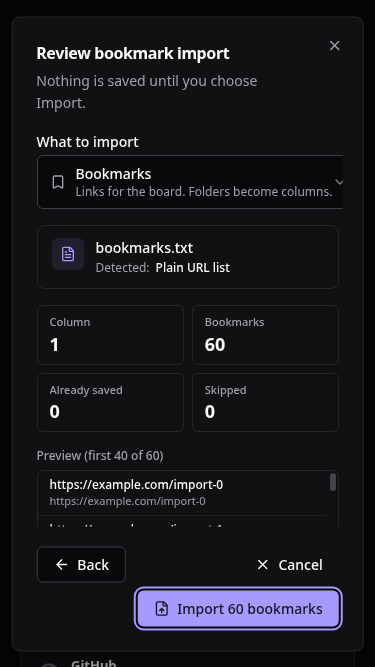 Review bookmark import
Nothing is saved until you choose
Import.
What to import
Bookmarks
Links for the board. Folders become columns.
bookmarks.txt
Detected: Plain URL list
Column
1
Bookmarks
60
Already saved
0
Skipped
0
Preview (first 40 of 60)
https://example.com/import-0
https://example.com/import-0
Back
Cancel
Import 60 bookmarks
GitHub